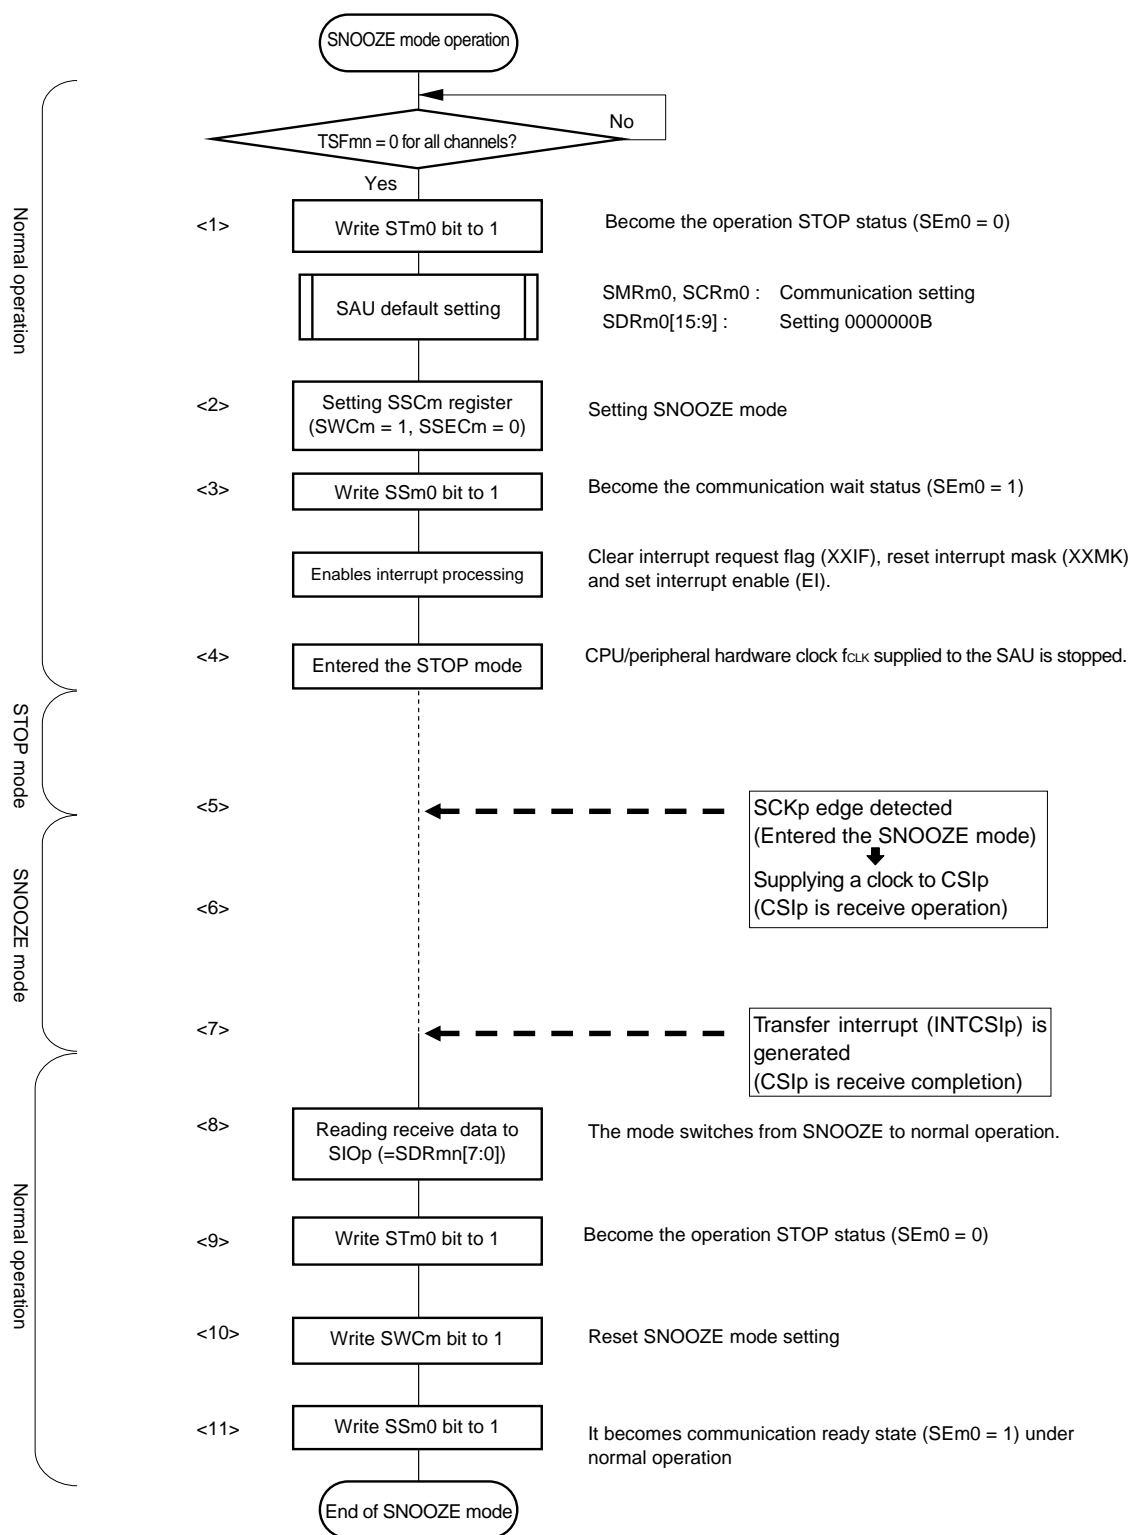 SNOOZE mode operation
No
TSFmn = 0 for all channels?
Yes
Normal operation
<1>
Write STm0 bit to 1
Become the operation STOP status (SEm0 = 0)
SAU default setting
SMRm0, SCRm0 : Communication setting
SDRm0[15:9] : Setting 0000000B
<2>
Setting SSCm register
(SWCm = 1, SSECm = 0)
Setting SNOOZE mode
<3>
Write SSm0 bit to 1
Become the communication wait status (SEm0 = 1)
Enables interrupt processing
Clear interrupt request flag (XXIF), reset interrupt mask (XXMK)
and set interrupt enable (EI).
<4>
Entered the STOP mode
CPU/peripheral hardware clock fCLK supplied to the SAU is stopped.
STOP mode
<5>
SCKp edge detected
(Entered the SNOOZE mode)
Supplying a clock to CSIp
(CSIp is receive operation)
<6>
SNOOZE mode
<7>
Transfer interrupt (INTCSIp) is
generated
(CSIp is receive completion)
Normal operation
<8>
Reading receive data to
SIOp (=SDRmn[7:0])
The mode switches from SNOOZE to normal operation.
<9>
Write STm0 bit to 1
Become the operation STOP status (SEm0 = 0)
<10>
Write SWCm bit to 1
Reset SNOOZE mode setting
<11>
Write SSm0 bit to 1
It becomes communication ready state (SEm0 = 1) under
normal operation
End of SNOOZE mode